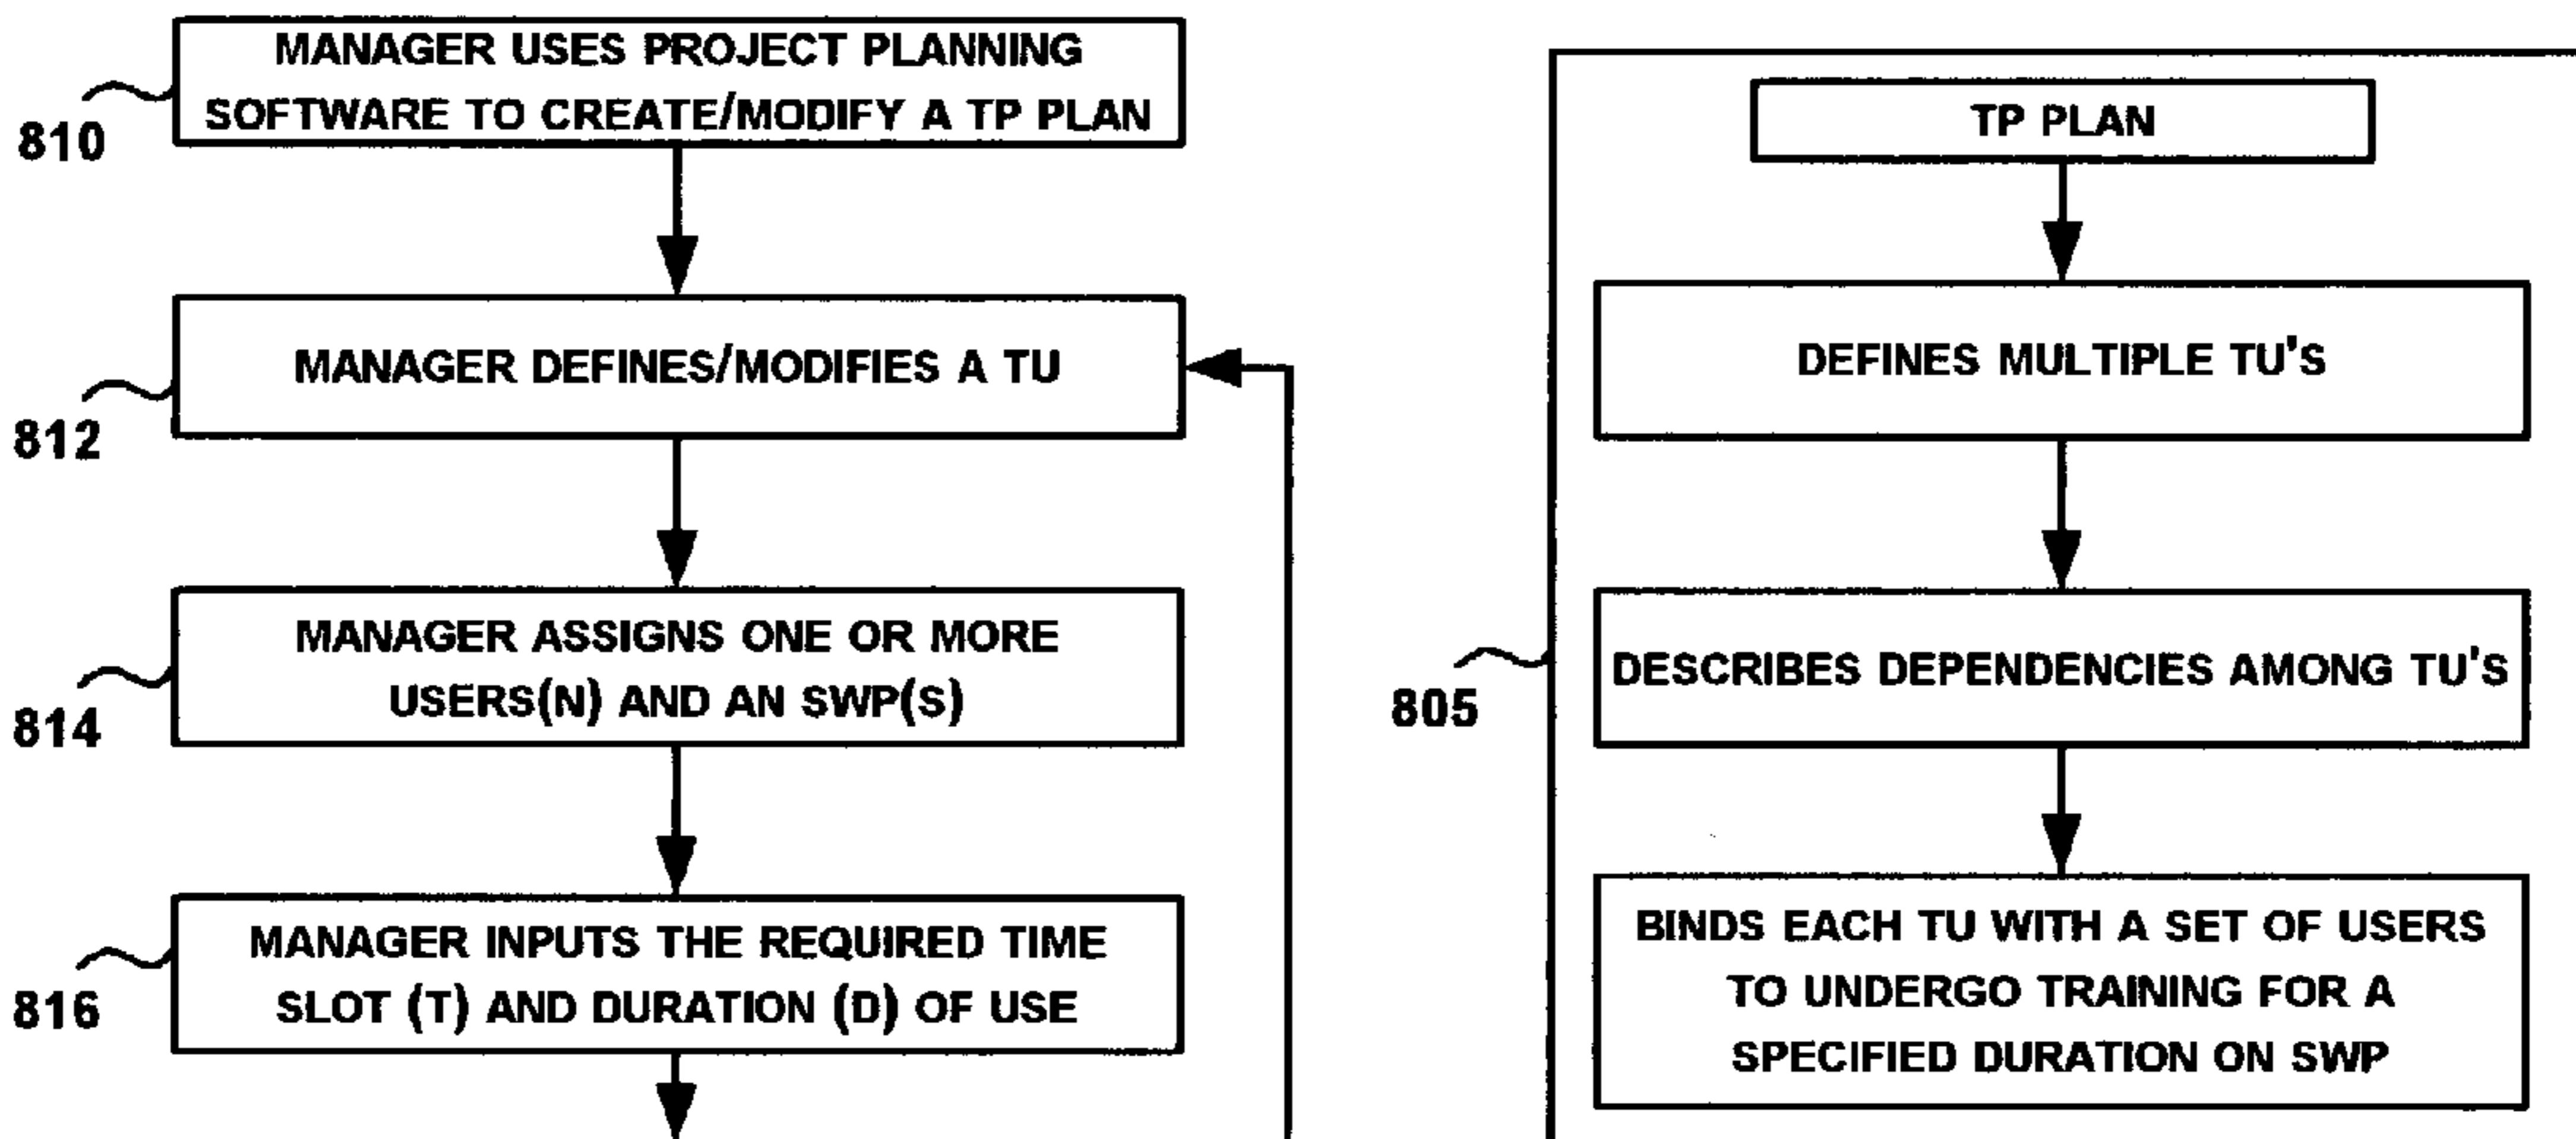 MANAGER USES PROJECT PLANNING
SOFTWARE TO CREATE/MODIFY A TP PLAN
810
MANAGER DEFINES/MODIFIES A TU
812
MANAGER ASSIGNS ONE OR MORE
USERS(N) AND AN SWP(S)
814
MANAGER INPUTS THE REQUIRED TIME
SLOT (T) AND DURATION (D) OF USE
816
TP PLAN
DEFINES MULTIPLE TU'S
DESCRIBES DEPENDENCIES AMONG TU'S
805
BINDS EACH TU WITH A SET OF USERS
TO UNDERGO TRAINING FOR A
SPECIFIED DURATION ON SWP